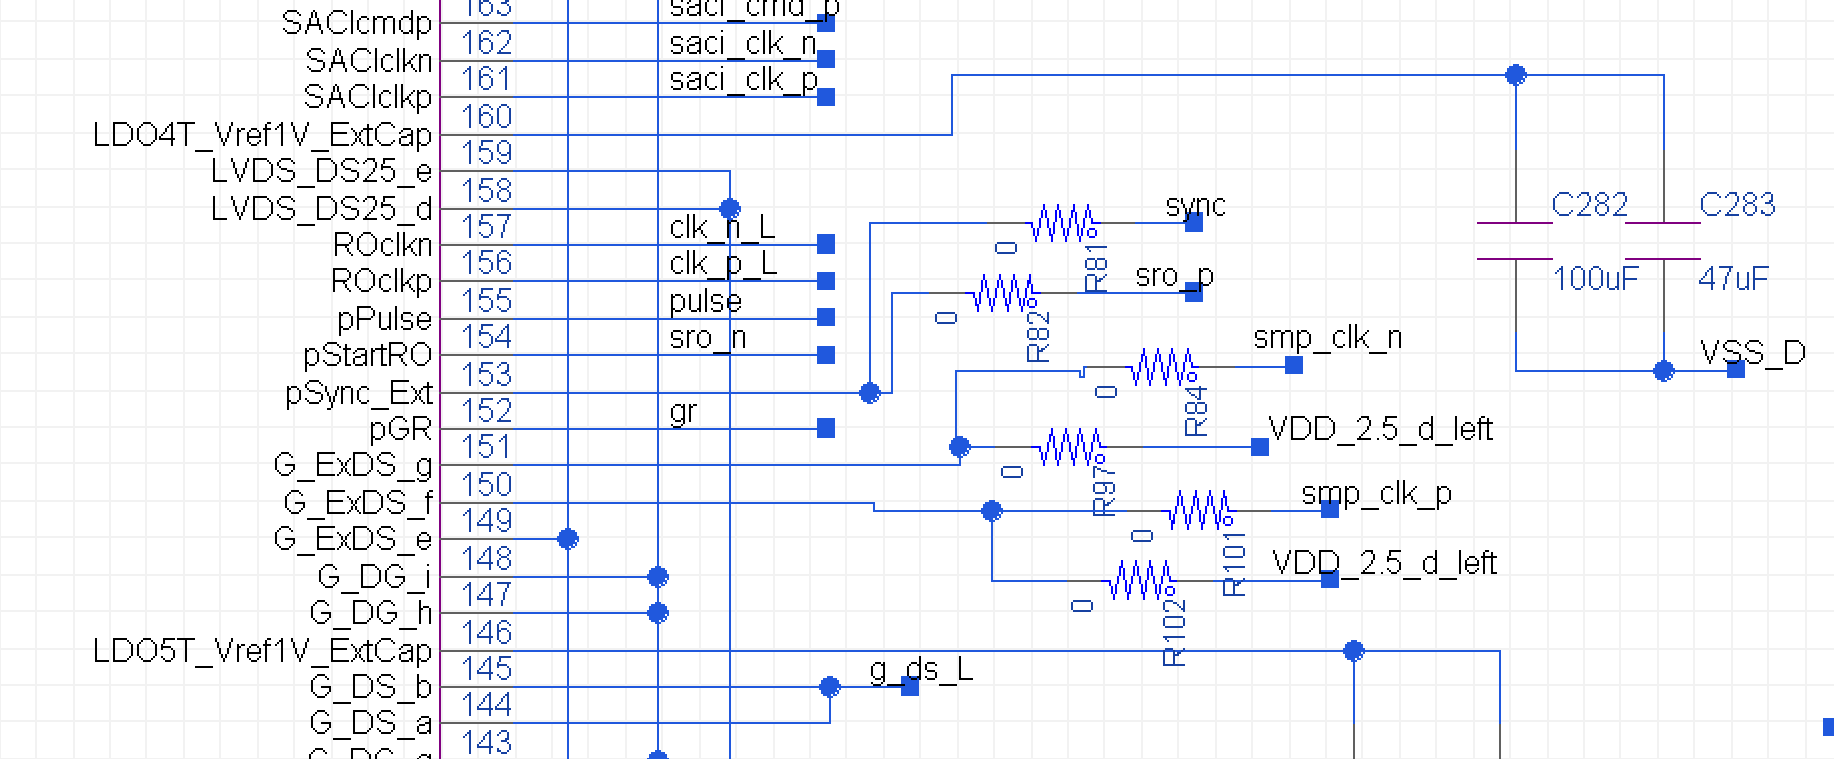 163
saci_cmd_p
SACIcmdp
162
saci_clk_n
SACIclkn
161
saci_clk_p
SACIclkp
160
LDO4T_Vref1V_ExtCap
159
LVDS_DS25_e
158
LVDS_DS25_d
157
clk_n_L
ROclkn
156
clk_p_L
ROclkp
155
pulse
pPulse
154
sro_n
pStartRO
153
pSync_Ext
152
gr
pGR
151
G_ExDS_g
150
G_ExDS_f
149
G_ExDS_e
148
G_DG_i
147
G_DG_h
146
LDO5T_Vref1V_ExtCap
145
g_ds_L
G_DS_b
144
G_DS_a
143
sync
0
R81
sro_p
0
R82
smp_clk_n
0
R84
VDD_2.5_d_left
0
R97
smp_clk_p
0
R101
VDD_2.5_d_left
0
R102
C282
C283
100uF
47uF
VSS_D